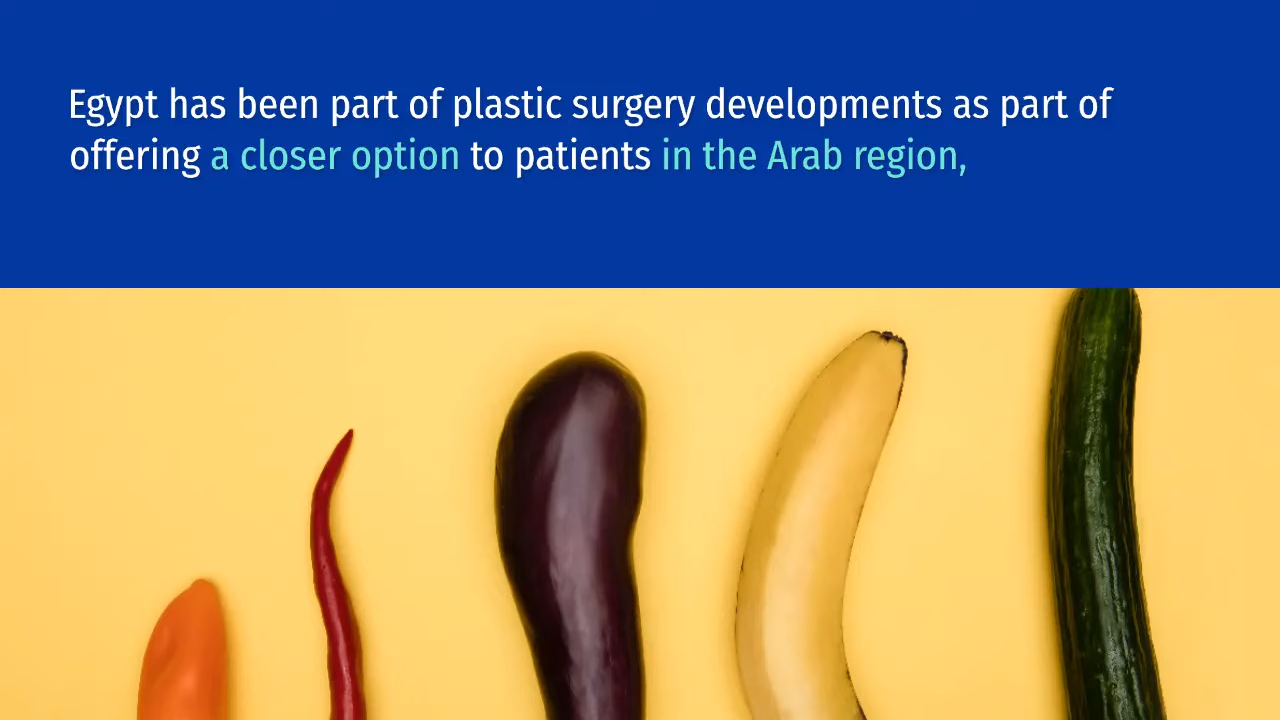 Egypt has been part of plastic surgery developments as part of
offering a closer option to patients in the Arab region,